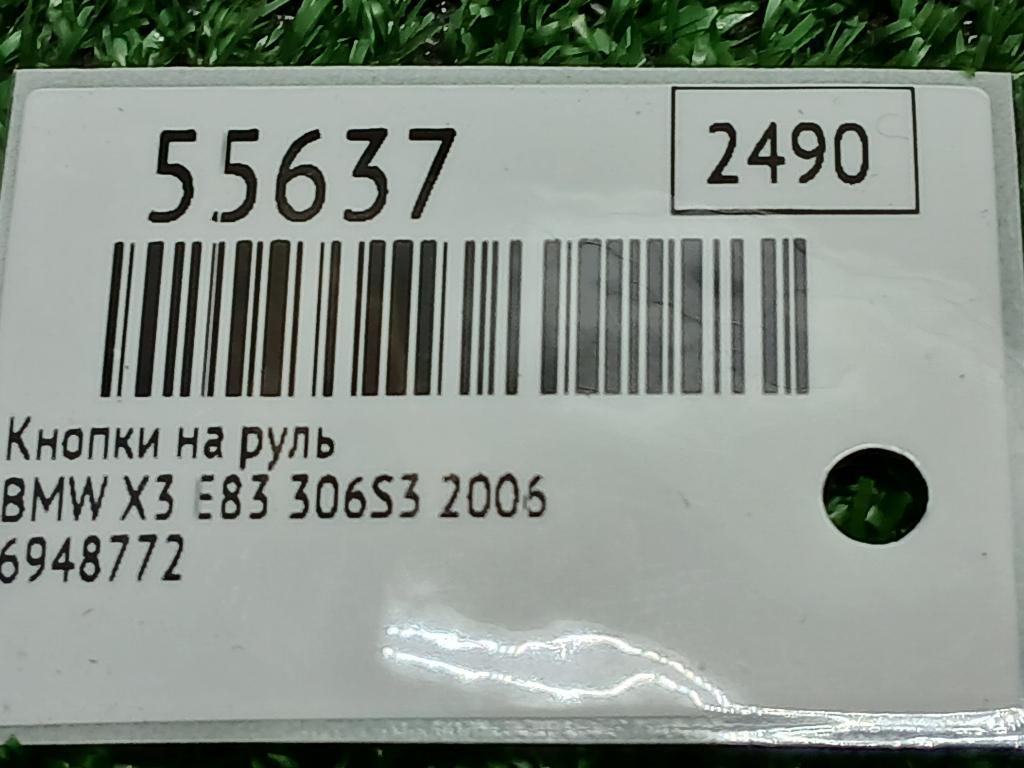 55637
2490
Кнопки на руль
BMW X3 E83 306S3 2006
6948772